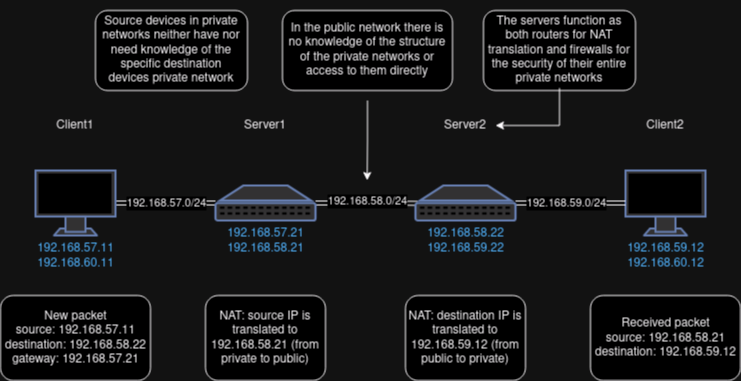 Source devices in private
networks neither have nor
need knowledge of the
specific destination
devices private network
In the public network there is
no knowledge of the structure
of the private networks or
access to them directly
The servers function as
both routers for NAT
translation and firewalls for
the security of their entire
private networks
Client1
Server1
Server2
Client2
192.168.57.0/24
192.168.58.0/24
192.168.59.0/24
192.168.57.11
192.168.60.11
192.168.57.21
192.168.58.21
192.168.58.22
192.168.59.22
192.168.59.12
192.168.60.12
New packet
source: 192.168.57.11
destination: 192.168.58.22
gateway: 192.168.57.21
NAT: source IP is
translated to
192.168.58.21 (from
private to public)
NAT: destination IP is
translated to
192.168.59.12 (from
public to private)
Received packet
source: 192.168.58.21
destination: 192.168.59.12